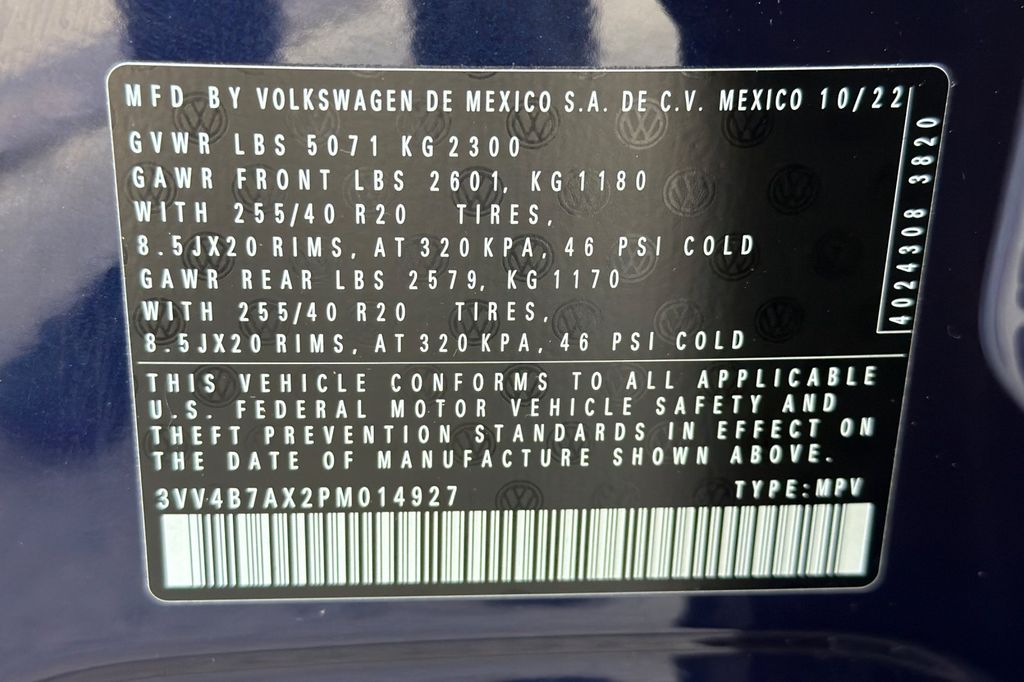 MFD BY VOLKSWAGEN DE MEXICO S.A. DE C.V. MEXICO 10/22
GVWR LBS 5071 KG 2300
GAWR FRONT LBS 2601, KG 1180
WITH 255/40 R20 TIRES,
8.5JX20 RIMS, AT 320 KPA, 46 PSI COLD
GAWR REAR LBS 2579, KG 1170
WITH 255/40 R20 TIRES,
8.5JX20 RIMS, AT 320 KPA, 46 PSI COLD
4024308 3820
THIS VEHICLE CONFORMS TO ALL APPLICABLE
U.S. FEDERAL MOTOR VEHICLE SAFETY AND
THEFT PREVENTION STANDARDS IN EFFECT ON
THE DATE OF MANUFACTURE SHOWN ABOVE.
3VV4B7AX2PM014927 TYPE:MPV